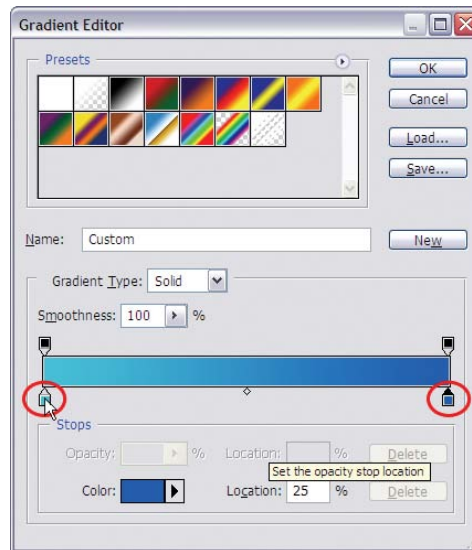 Gradient Editor
Presets
OK
Cancel
Load...
Save...
Name: Custom
New
Gradient Type: Solid
Smoothness: 100 %
Stops
Opacity: % Location: % Delete
Set the opacity stop location
Color: Location: 25 % Delete